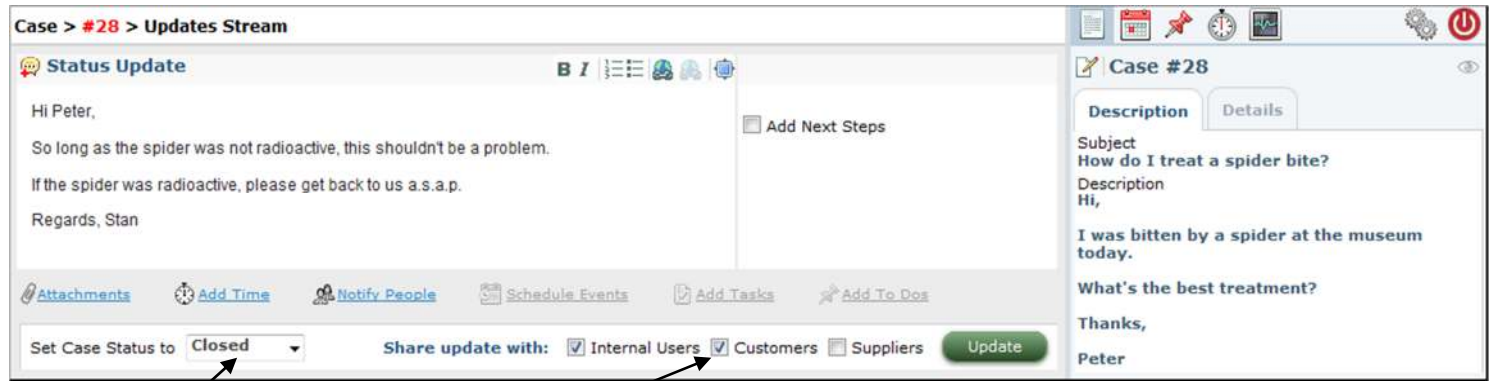 Case > #28 > Updates Stream
Status Update
B I
Hi Peter,
So long as the spider was not radioactive, this shouldn't be a problem.
If the spider was radioactive, please get back to us a.s.a.p.
Regards, Stan
Add Next Steps
Attachments Add Time Notify People Schedule Events Add Tasks Add To Dos
Set Case Status to Closed Share update with: Internal Users Customers Suppliers Update
Case #28
Description Details
Subject
How do I treat a spider bite?
Description
Hi,
I was bitten by a spider at the museum
today.
What's the best treatment?
Thanks,
Peter